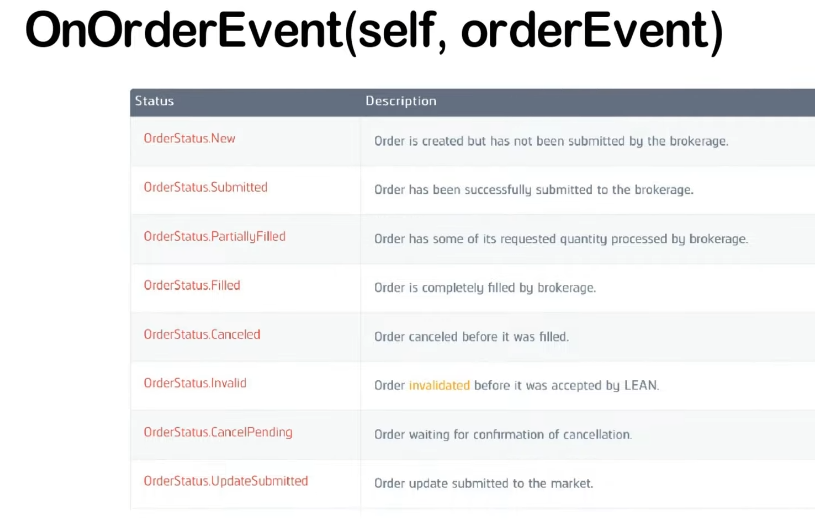 OnOrderEvent(self, orderEvent)
Status Description
OrderStatus.New Order is created but has not been submitted by the brokerage.
OrderStatus.Submitted Order has been successfully submitted to the brokerage.
OrderStatus.PartiallyFilled Order has some of its requested quantity processed by brokerage.
OrderStatus.Filled Order is completely filled by brokerage.
OrderStatus.Canceled Order canceled before it was filled.
OrderStatus.Invalid Order invalidated before it was accepted by LEAN.
OrderStatus.CancelPending Order waiting for confirmation of cancellation.
OrderStatus.UpdateSubmitted Order update submitted to the market.